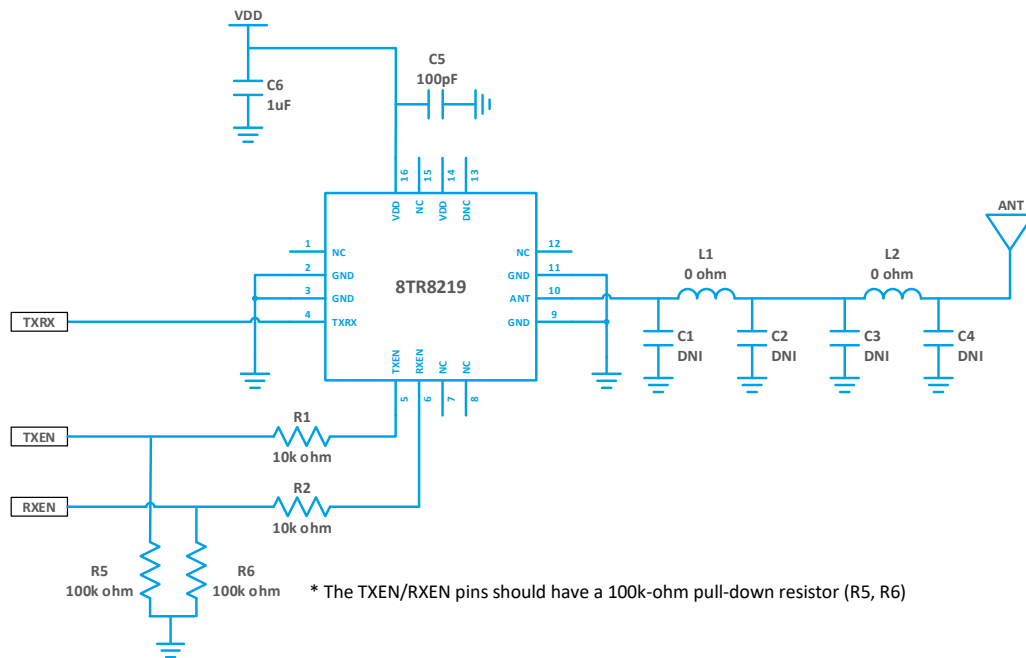 VDD
C5
100pF
C6
1uF
16
15
14
13
VDD
NC
VDD
DNC
ANT
1
NC
NC
12
L1
L2
2
GND
GND
11
0 ohm
0 ohm
8TR8219
3
GND
ANT
10
TXRX
4
TXRX
GND
9
C1
DNI
C2
DNI
C3
DNI
C4
DNI
TXEN
RXEN
NC
NC
5
6
7
8
R1
TXEN
10k ohm
R2
RXEN
10k ohm
R5
100k ohm
R6
100k ohm
* The TXEN/RXEN pins should have a 100k-ohm pull-down resistor (R5, R6)